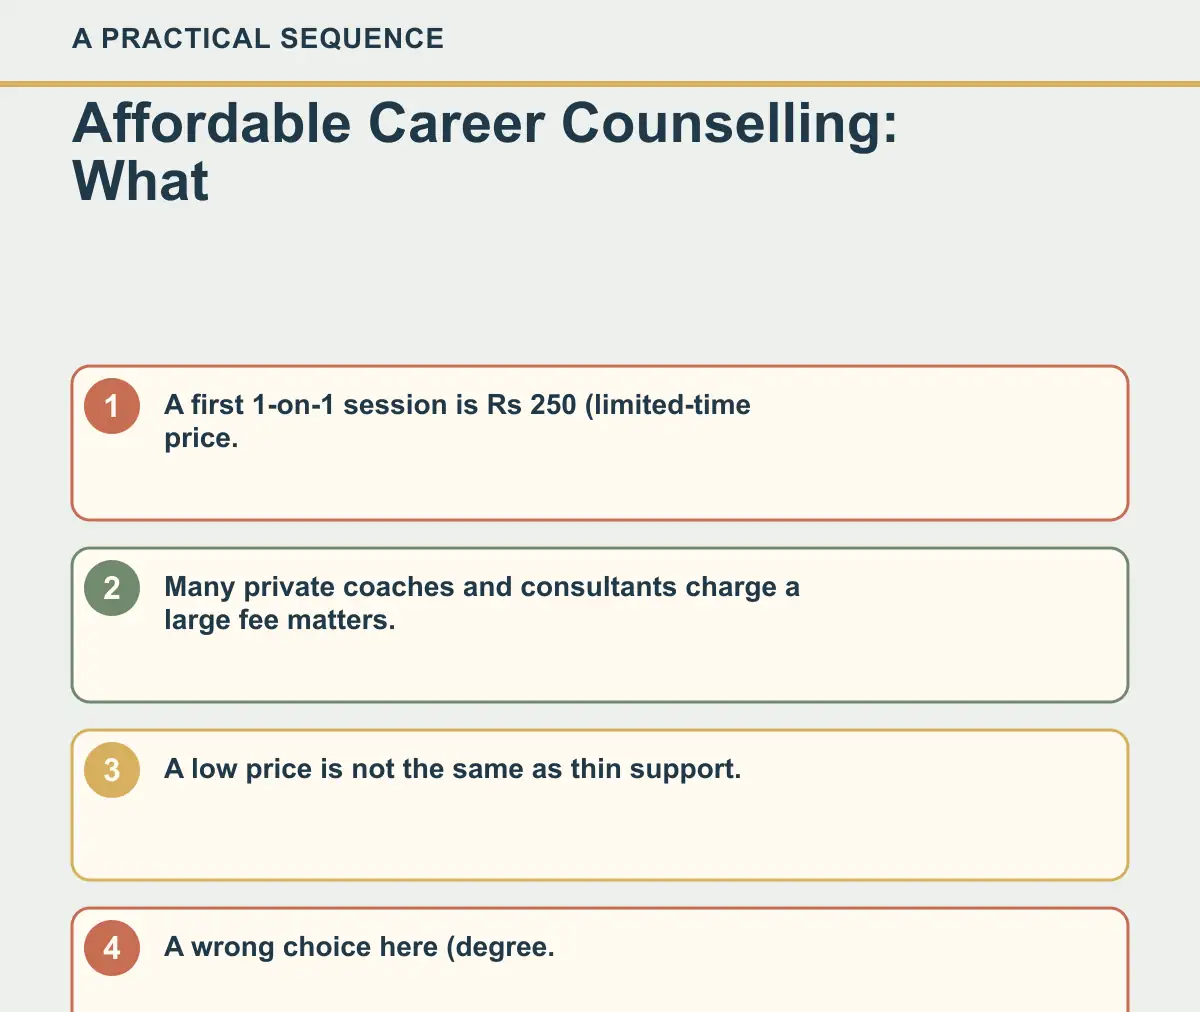 A PRACTICAL SEQUENCE
Affordable Career Counselling:
What
1
A first 1-on-1 session is Rs 250 (limited-time
price.
2
Many private coaches and consultants charge a
large fee matters.
3
A low price is not the same as thin support.
4
A wrong choice here (degree.